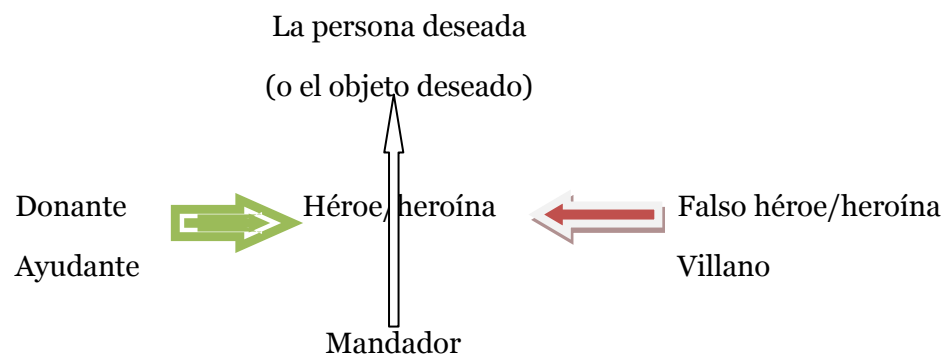 La persona deseada
(o el objeto deseado)
Donante
Héroe/heroína
Falso héroe/heroína
Ayudante
Villano
Mandador